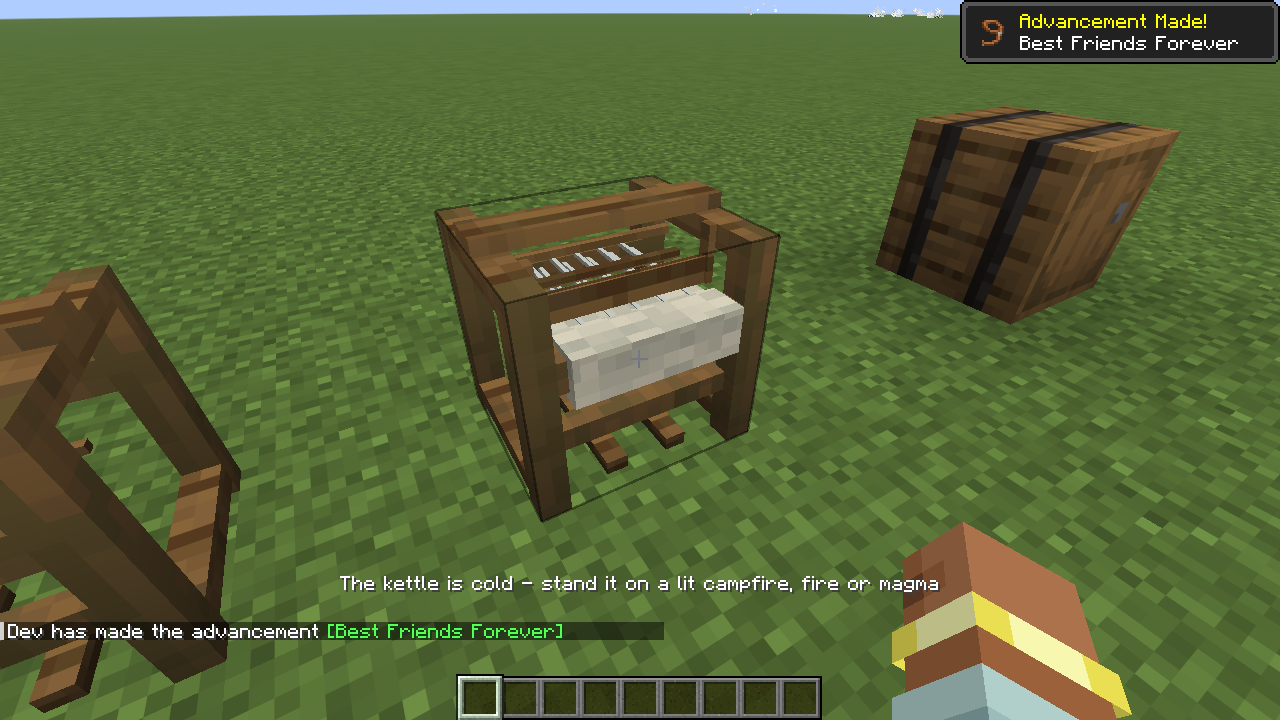 Advancement Made!
Best Friends Forever
The kettle is cold – stand it on a lit campfire, fire or magma
Dev has made the advancement [Best Friends Forever]